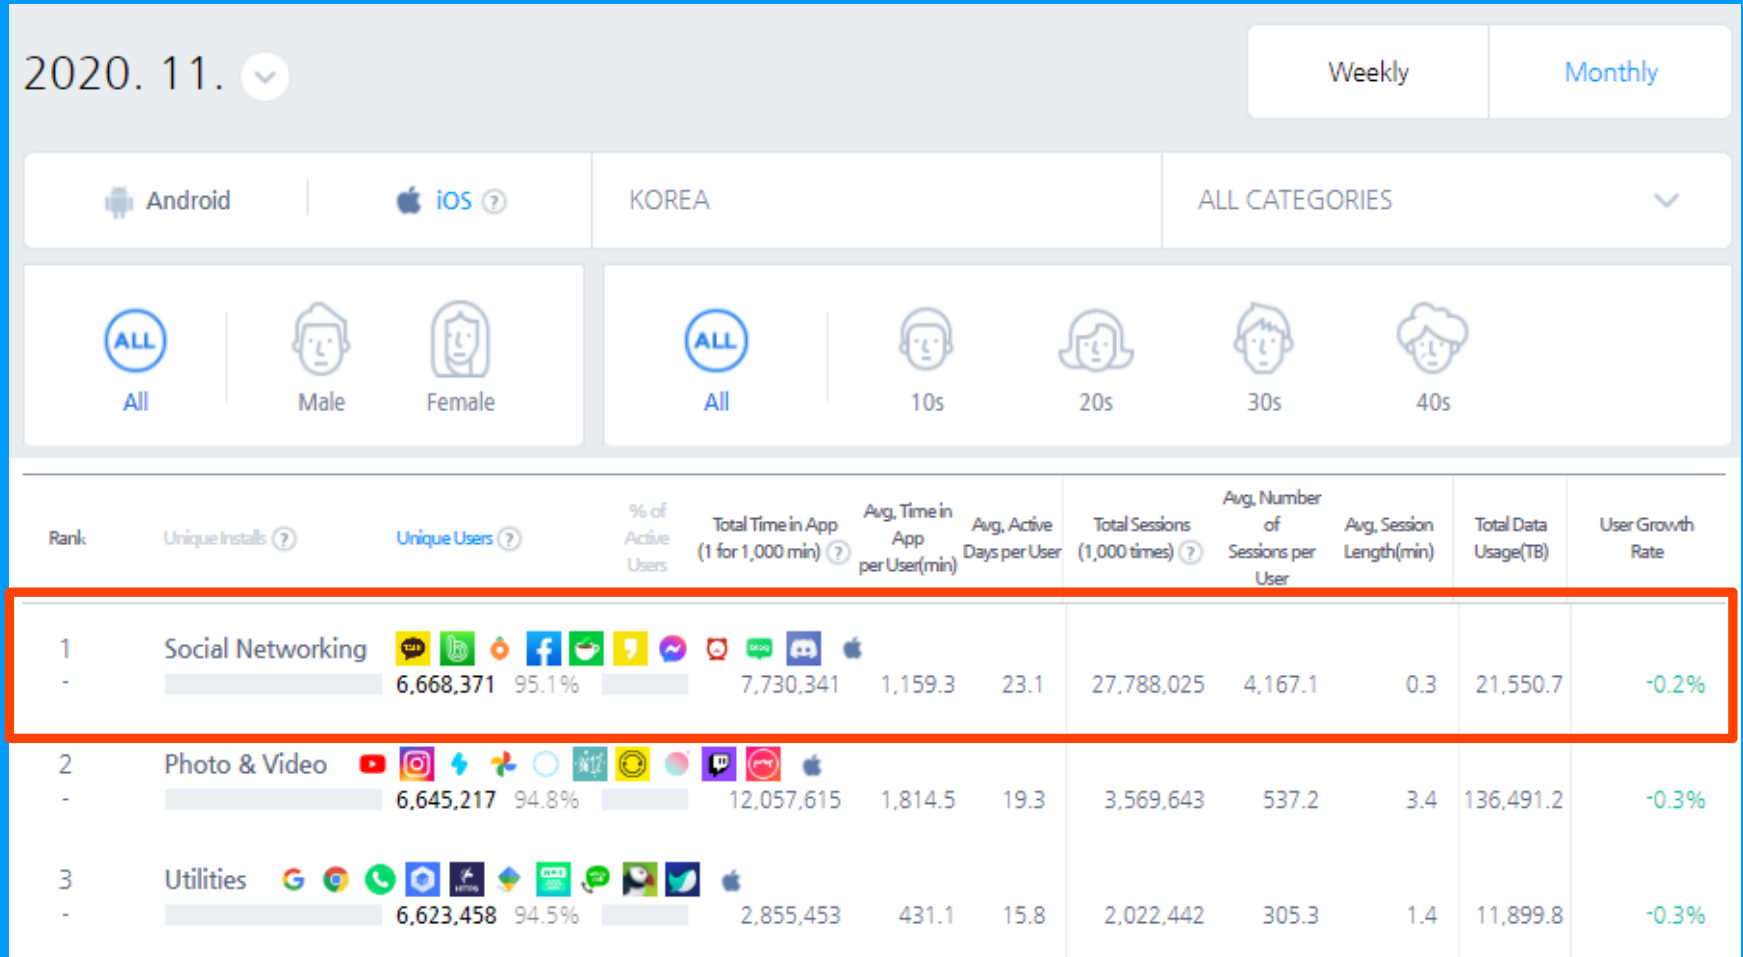 2020. 11.
Weekly
Monthly
Android
iOS ?
KOREA
ALL CATEGORIES
ALL
ALL
All
Male
Female
All
10s
20s
30s
40s
Rank
Unique Installs ?
Unique Users ?
% of
Active
Users
Total Time in App
(1 for 1,000 min) ?
Avg, Time in
App
per User(min)
Avg, Active
Days per User
Total Sessions
(1,000 times) ?
Avg, Number
of
Sessions per
User
Avg, Session
Length(min)
Total Data
Usage(TB)
User Growth
Rate
1 Social Networking
- 6,668,371 95.1% 7,730,341 1,159.3 23.1 27,788,025 4,167.1 0.3 21,550.7 -0.2%
2 Photo & Video
- 6,645,217 94.8% 12,057,615 1,814.5 19.3 3,569,643 537.2 3.4 136,491.2 -0.3%
3 Utilities
- 6,623,458 94.5% 2,855,453 431.1 15.8 2,022,442 305.3 1.4 11,899.8 -0.3%